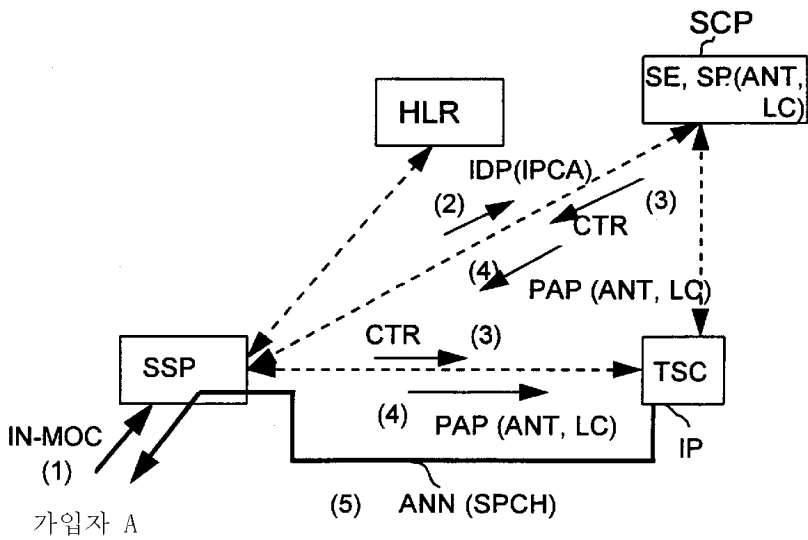 SCP
SE, SP.(ANT,
LC)
HLR
IDP(IPCA)
(2)
(3)
CTR
(4)
PAP (ANT, LC)
CTR
(3)
SSP
TSC
(4)
PAP (ANT, LC)
IP
IN-MOC
(1)
(5)
ANN (SPCH)
가입자 A